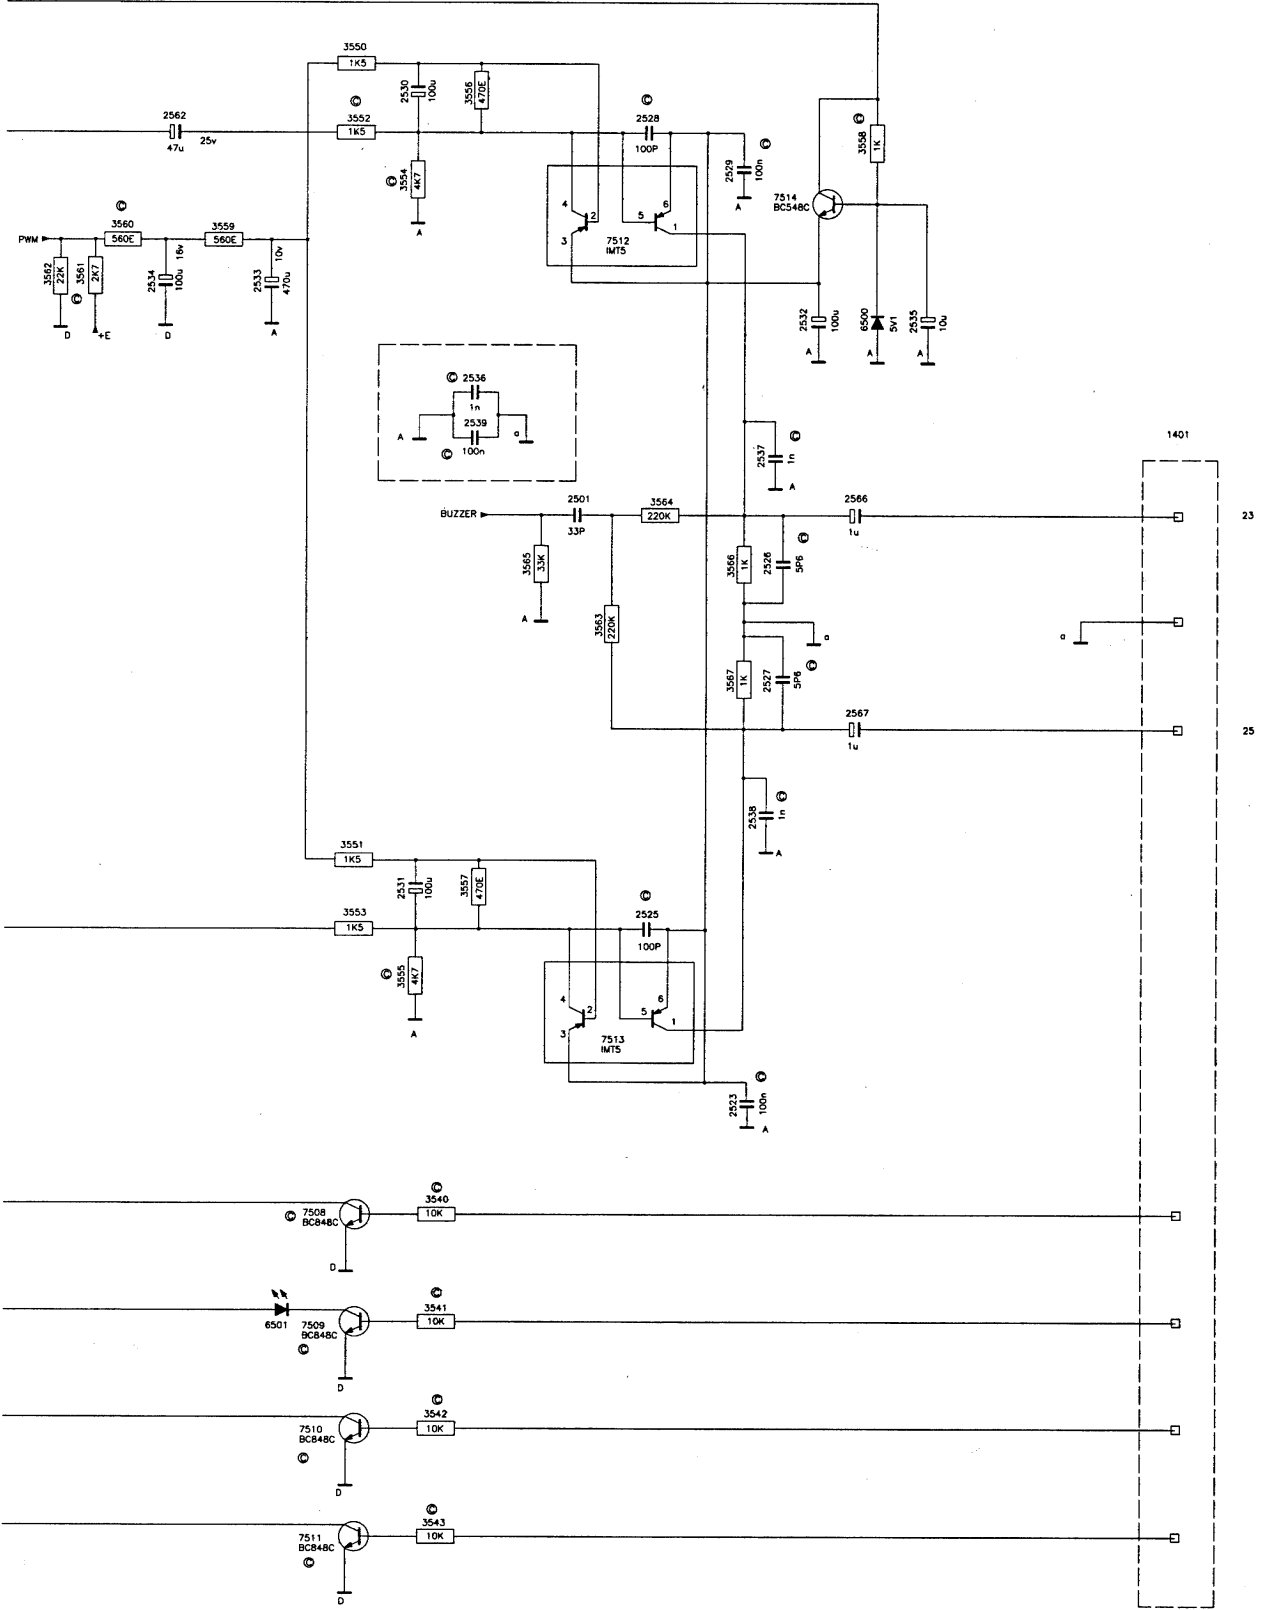 3550
1K5
2530
100u
3556
470E
©
3552
1K5
2562
47u
25v
©
2528
100P
©
3554
4K7
A
©
2529
100n
A
©
3558
1K
7514
BC548C
4
2
3
5
6
1
7512
IMT5
PWM
©
3560
560E
3559
560E
3562
22K
D
©
3561
2K7
+E
16v
2534
100u
D
10v
2533
470u
A
2532
100u
A
6500
5V1
A
2535
10u
A
© 2536
1n
2539
© 100n
A
a
©
2537
1n
A
1401
BUZZER
2501
33P
3564
220K
2566
1u
23
3565
33K
A
3563
220K
3566
1K
©
2526
5P6
a
a
3567
1K
©
2527
5P6
2567
1u
25
©
2538
1n
A
3551
1K5
2531
100u
3557
470E
3553
1K5
©
2525
100P
©
3555
4K7
A
4
2
3
5
6
1
7513
IMT5
©
2523
100n
A
©
3540
10K
© 7508
BC848C
D
©
3541
10K
6501
7509
BC848C
©
D
©
3542
10K
7510
BC848C
©
D
©
3543
10K
7511
BC848C
©
D